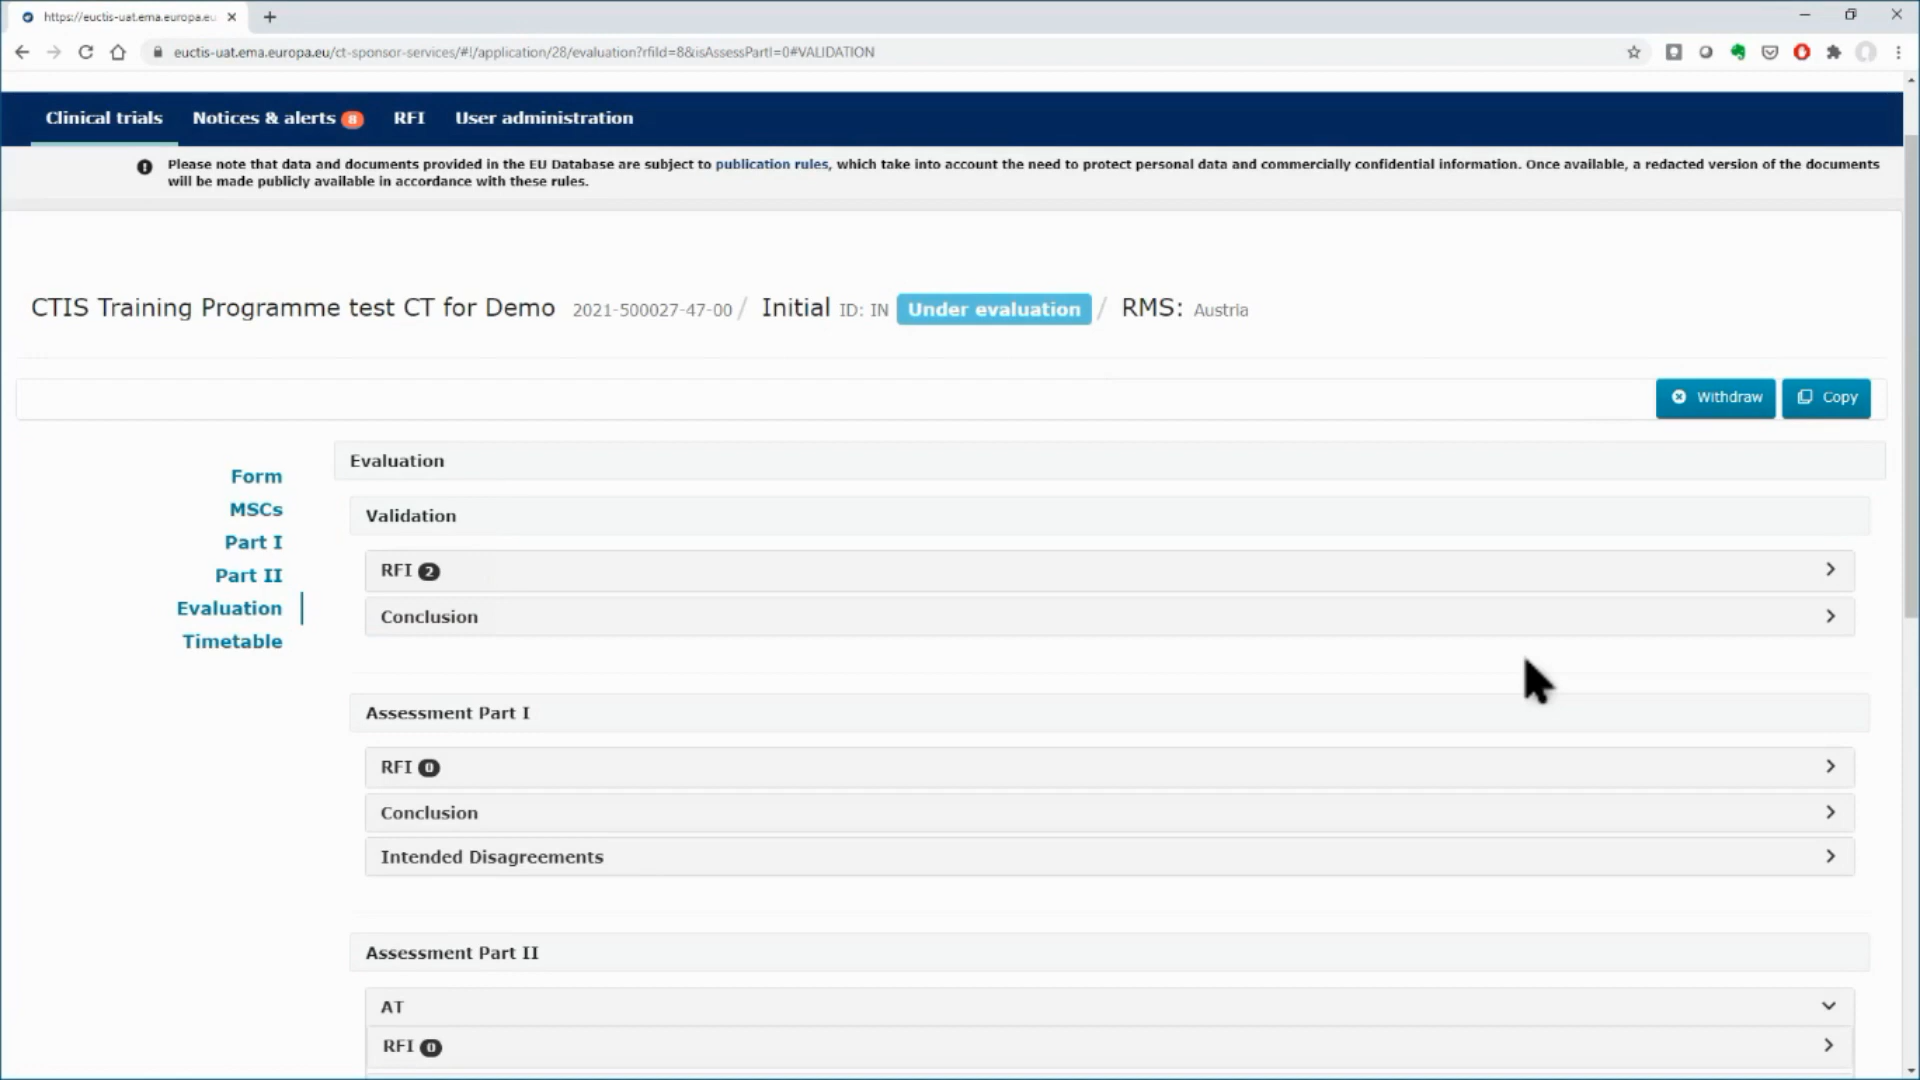 https://euctis-uat.ema.europa.eu
euctis-uat.ema.europa.eu/ct-sponsor-services/#!/application/28/evaluation?rfiId=8&isAssessPartI=0#VALIDATION
Clinical trials Notices & alerts 8 RFI User administration
Please note that data and documents provided in the EU Database are subject to publication rules, which take into account the need to protect personal data and commercially confidential information. Once available, a redacted version of the documents
will be made publicly available in accordance with these rules.
CTIS Training Programme test CT for Demo 2021-500027-47-00 / Initial ID: IN Under evaluation / RMS: Austria
Withdraw Copy
Form
MSCs
Part I
Part II
Evaluation
Timetable
Evaluation
Validation
RFI 2
Conclusion
Assessment Part I
RFI 0
Conclusion
Intended Disagreements
Assessment Part II
AT
RFI 0